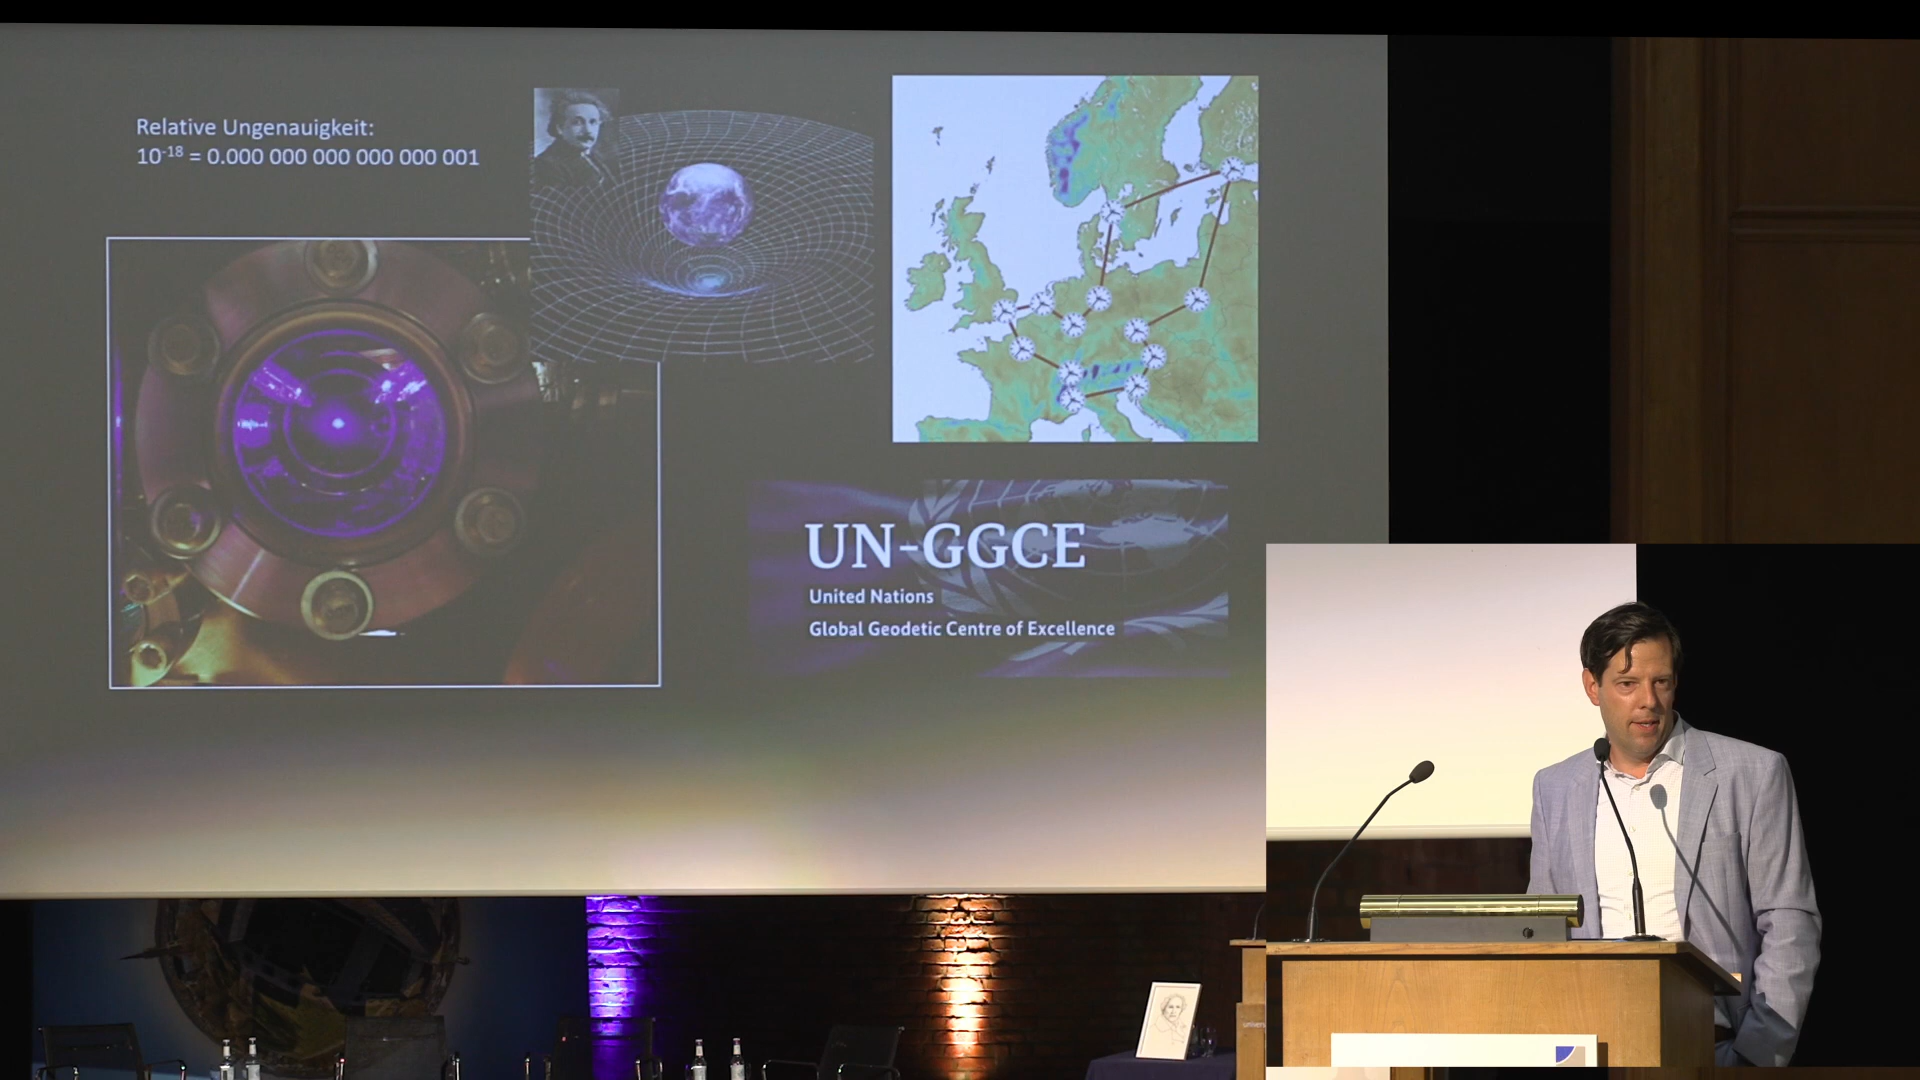 Relative Ungenauigkeit:
10⁻¹⁸ = 0.000 000 000 000 000 001
UN-GGCE
United Nations
Global Geodetic Centre of Excellence